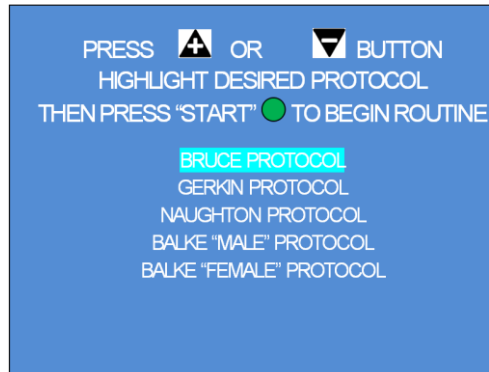 PRESS + OR − BUTTON
HIGHLIGHT DESIRED PROTOCOL
THEN PRESS “START” TO BEGIN ROUTINE
BRUCE PROTOCOL
GERKIN PROTOCOL
NAUGHTON PROTOCOL
BALKE “MALE” PROTOCOL
BALKE “FEMALE” PROTOCOL